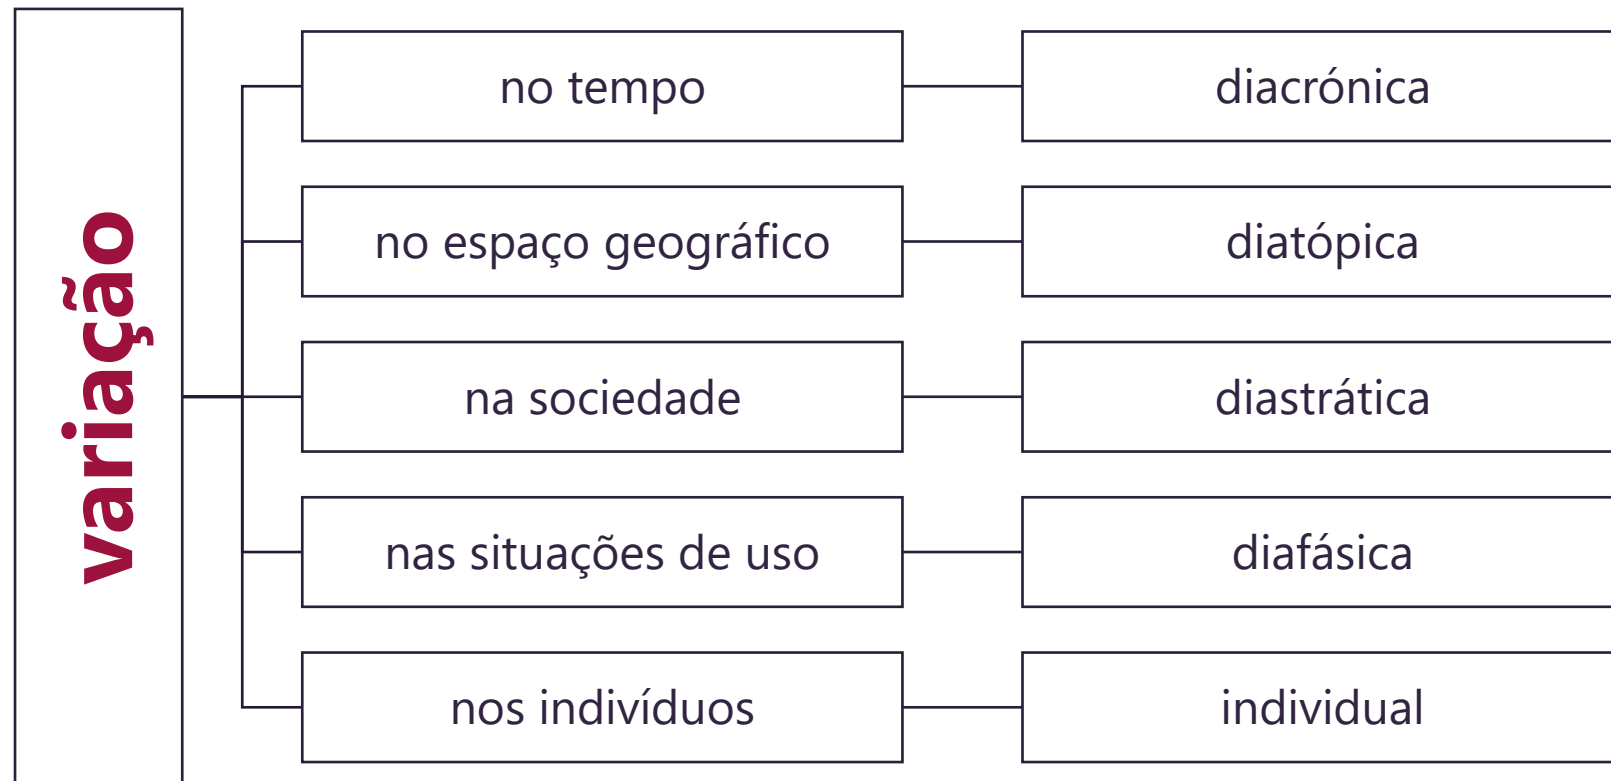 variação
no tempo
diacrónica
no espaço geográfico
diatópica
na sociedade
diastrática
nas situações de uso
diafásica
nos indivíduos
individual